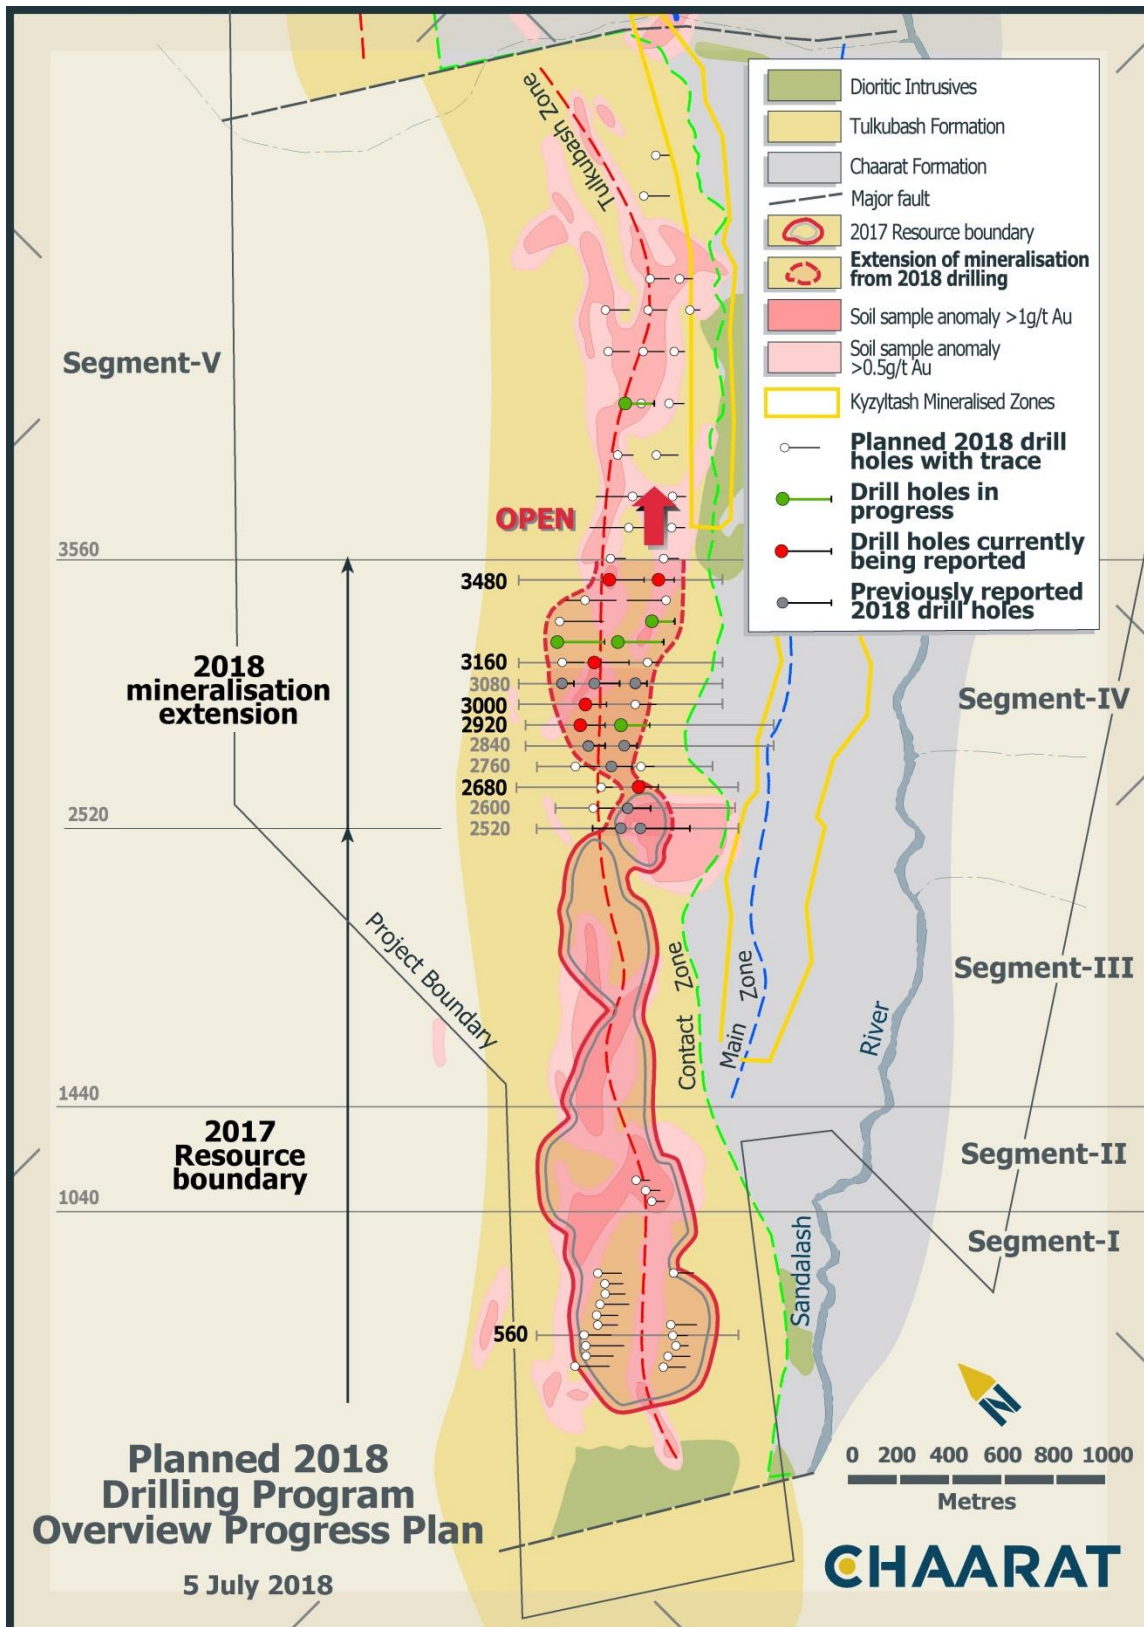 Dioritic Intrusives
Tulkubash Formation
Chaarat Formation
Major fault
2017 Resource boundary
Extension of mineralisation
from 2018 drilling
Soil sample anomaly >1g/t Au
Soil sample anomaly
>0.5g/t Au
Kyzyltash Mineralised Zones
Planned 2018 drill
holes with trace
Drill holes in
progress
Drill holes currently
being reported
Previously reported
2018 drill holes
Tulkubash Zone
Segment-V
OPEN
3560
3480
2018
mineralisation
extension
3160
3080
3000
2920
2840
2760
2680
2600
2520
2520
Segment-IV
Project Boundary
Contact Zone
Main Zone
River
Segment-III
1440
2017
Resource
boundary
Segment-II
1040
Segment-I
Sandalash
560
N
Planned 2018
Drilling Program
Overview Progress Plan
5 July 2018
0 200 400 600 800 1000
Metres
CHAARAT